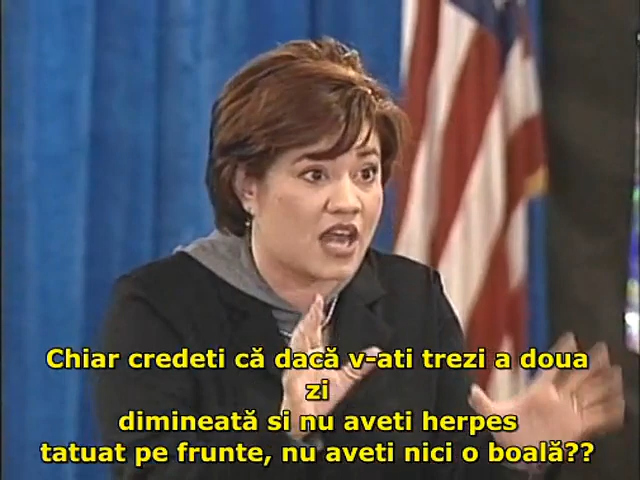 Chiar credeti că dacă v-ati trezi a doua
zi
dimineată si nu aveti herpes
tatuat pe frunte, nu aveti nici o boală??